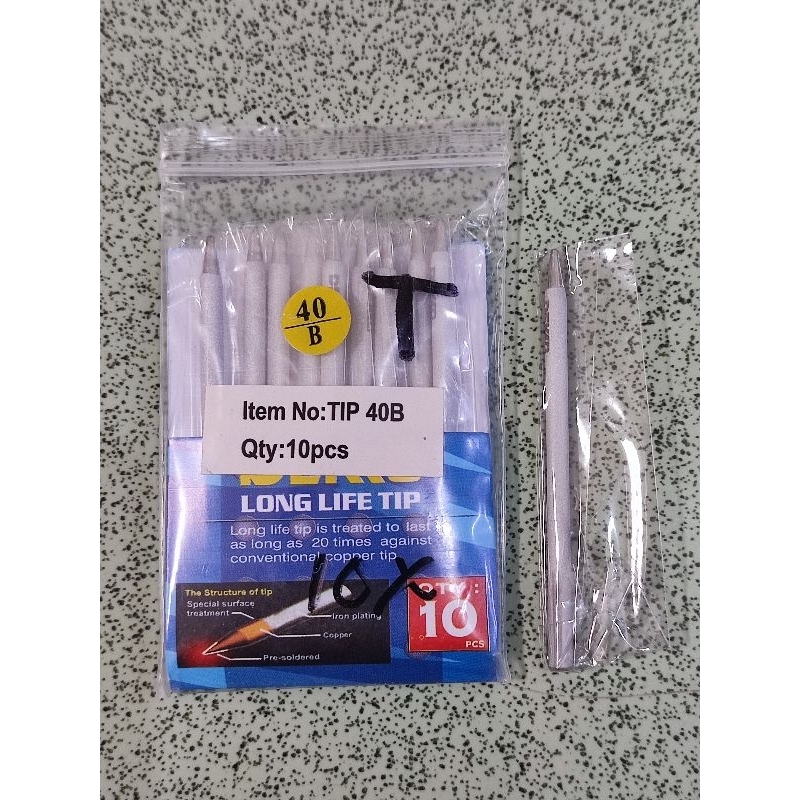 40
B
T
Item No:TIP 40B
Qty:10pcs
LONG LIFE TIP
Long life tip is treated to last
as long as 20 times against
conventional copper tip
10X
The Structure of tip
Special surface
treatment
Iron plating
Copper
Pre-soldered
QTY:
10
PCS